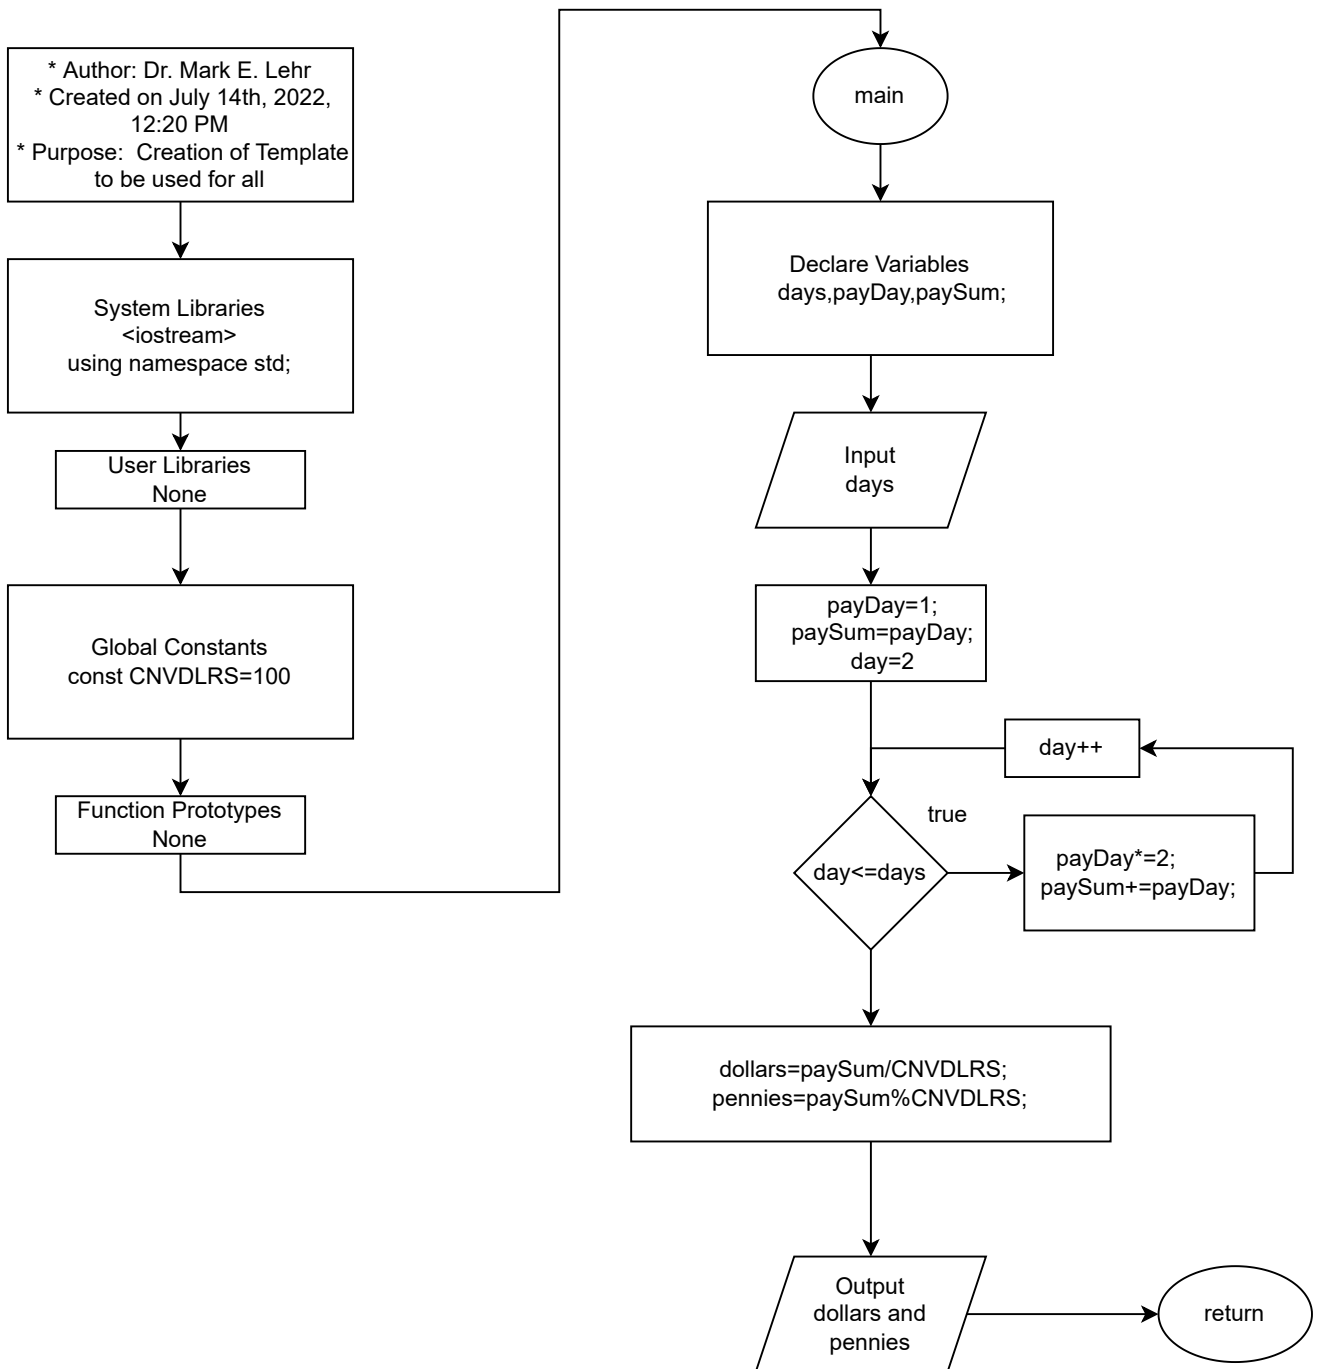 * Author: Dr. Mark E. Lehr
* Created on July 14th, 2022,
12:20 PM
* Purpose:  Creation of Template
to be used for all
System Libraries
<iostream>
using namespace std;
User Libraries
None
Global Constants
const CNVDLRS=100
Function Prototypes
None
main
Declare Variables
days,payDay,paySum;
Input
days
payDay=1;
paySum=payDay;
day=2
day++
true
day<=days
payDay*=2;
paySum+=payDay;
dollars=paySum/CNVDLRS;
pennies=paySum%CNVDLRS;
Output
dollars and
pennies
return